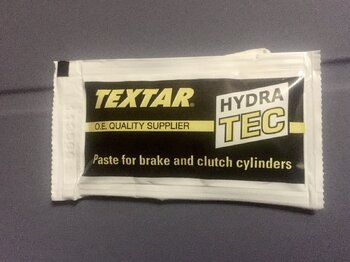 TEXTAR®
O.E. QUALITY SUPPLIER
HYDRA
TEC
Paste for brake and clutch cylinders